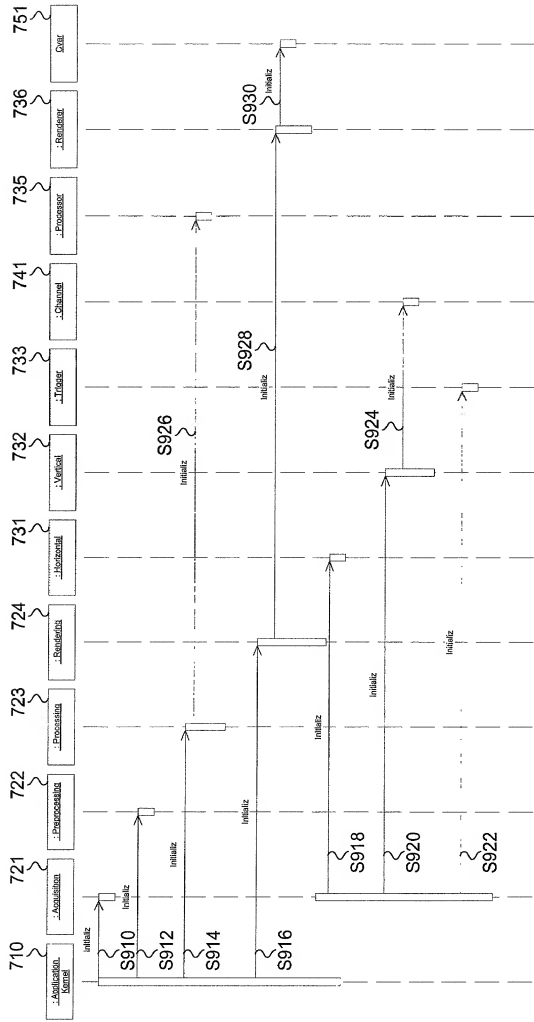 710
: Application
Kernel
721
: Acquisition
722
: Preprocessing
723
: Processing
724
: Rendering
731
: Horizontal
732
: Vertical
733
: Trigger
741
: Channel
735
: Processor
736
: Renderer
751
Cvar
Initializ
S910
Initializ
S912
Initializ
S914
Initializ
S926
Initializ
S916
Initializ
S928
Initializ
S930
Initializ
S918
Initializ
S920
Initializ
S924
Initializ
S922